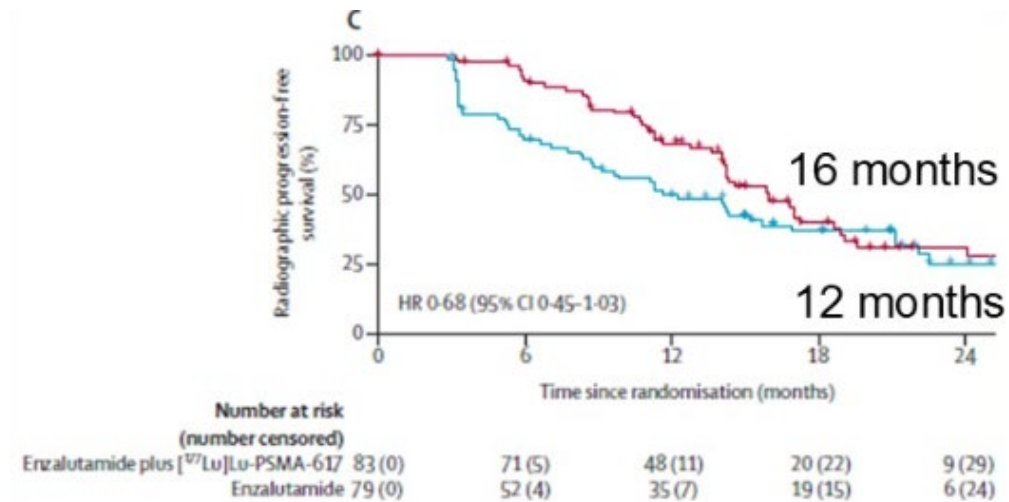 C
100
75
50
25
0
Radiographic progression-free
survival (%)
16 months
12 months
HR 0·68 (95% CI 0·45–1·03)
0 6 12 18 24
Time since randomisation (months)
Number at risk
(number censored)
Enzalutamide plus [¹⁷⁷Lu]Lu-PSMA-617 83 (0) 71 (5) 48 (11) 20 (22) 9 (29)
Enzalutamide 79 (0) 52 (4) 35 (7) 19 (15) 6 (24)